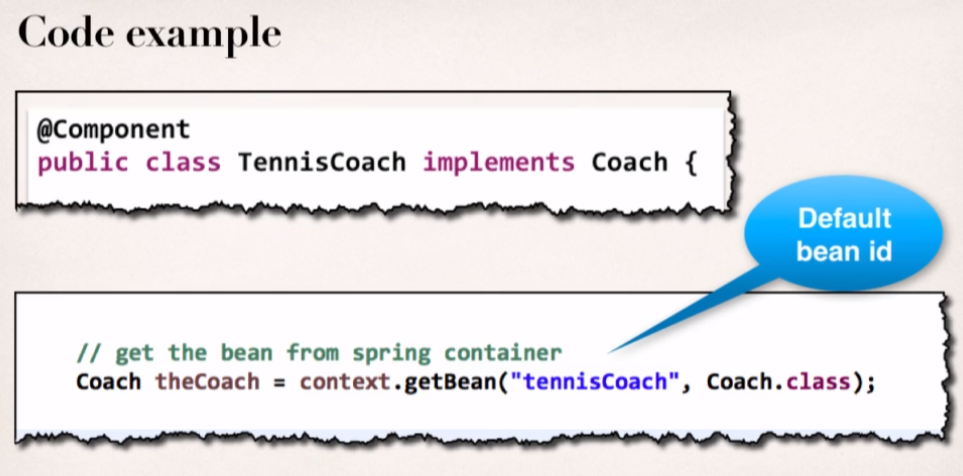 Code example
@Component
public class TennisCoach implements Coach {
Default
bean id
// get the bean from spring container
Coach theCoach = context.getBean("tennisCoach", Coach.class);